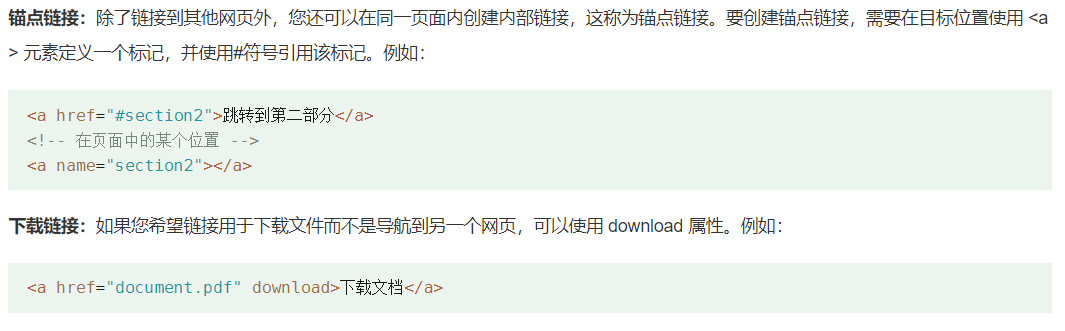 锚点链接：除了链接到其他网页外，您还可以在同一页面内创建内部链接，这称为锚点链接。要创建锚点链接，需要在目标位置使用 <a
> 元素定义一个标记，并使用#符号引用该标记。例如：
<a href="#section2">跳转到第二部分</a>
<!-- 在页面中的某个位置 -->
<a name="section2"></a>
下载链接：如果您希望链接用于下载文件而不是导航到另一个网页，可以使用 download 属性。例如：
<a href="document.pdf" download>下载文档</a>